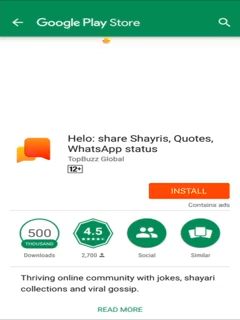 Google Play Store
Helo: share Shayris, Quotes,
WhatsApp status
TopBuzz Global
12+
INSTALL
Contains ads
500
THOUSAND
4.5
Downloads
2,700
Social
Similar
Thriving online community with jokes, shayari
collections and viral gossip.
READ MORE